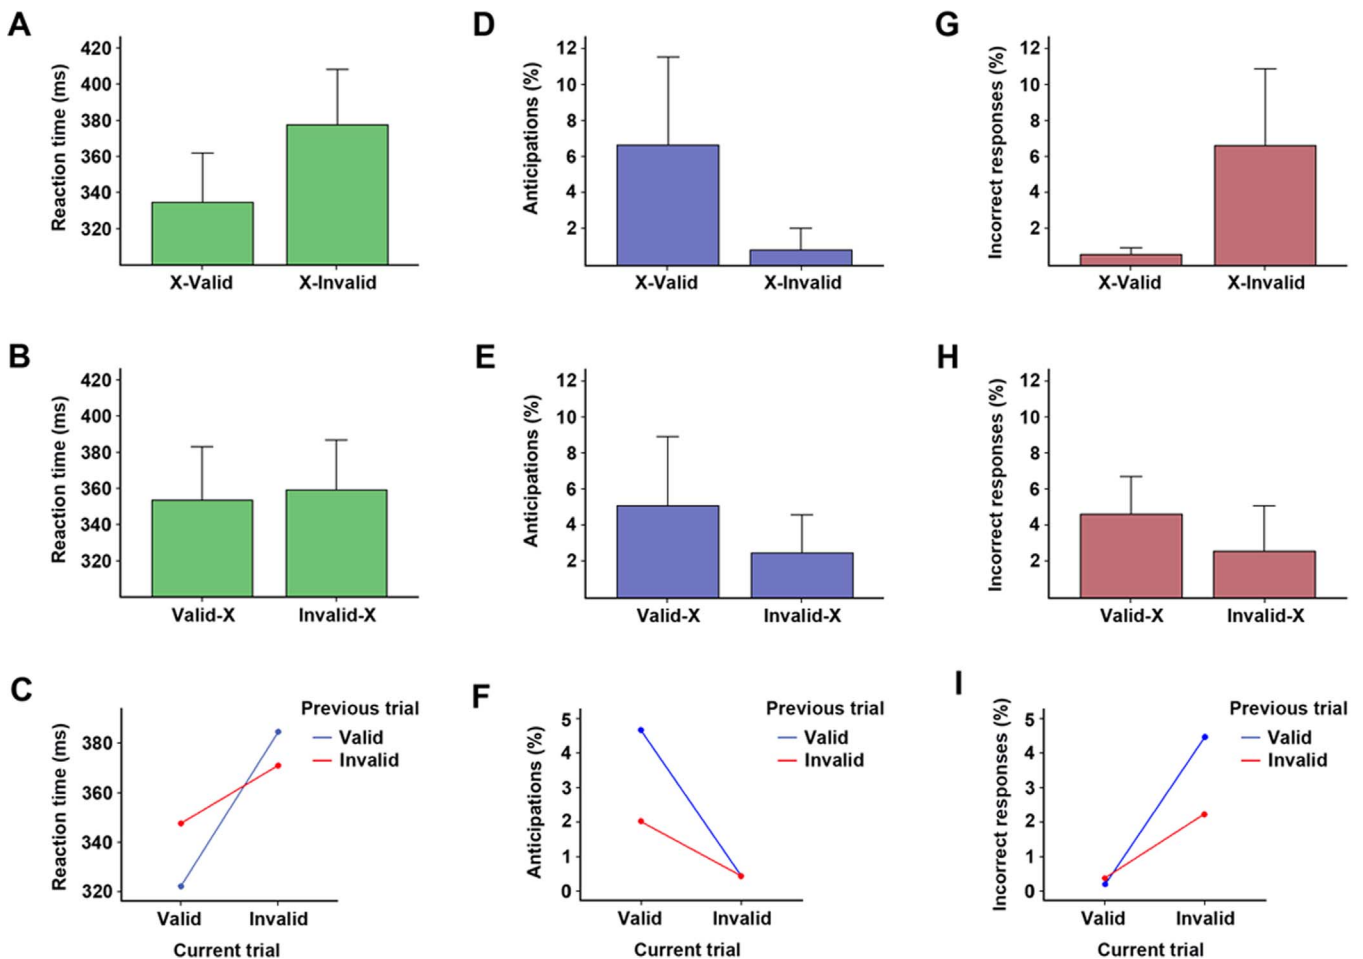 A
Reaction time (ms)
420
400
380
360
340
320
X-Valid X-Invalid
D
Anticipations (%)
12
10
8
6
4
2
X-Valid X-Invalid
G
Incorrect responses (%)
12
10
8
6
4
2
X-Valid X-Invalid
B
Reaction time (ms)
420
400
380
360
340
320
Valid-X Invalid-X
E
Anticipations (%)
12
10
8
6
4
2
Valid-X Invalid-X
H
Incorrect responses (%)
12
10
8
6
4
2
Valid-X Invalid-X
C
Reaction time (ms)
380
360
340
320
Previous trial
Valid
Invalid
Valid Invalid
Current trial
F
Anticipations (%)
5
4
3
2
1
0
Previous trial
Valid
Invalid
Valid Invalid
Current trial
I
Incorrect responses (%)
5
4
3
2
1
0
Previous trial
Valid
Invalid
Valid Invalid
Current trial